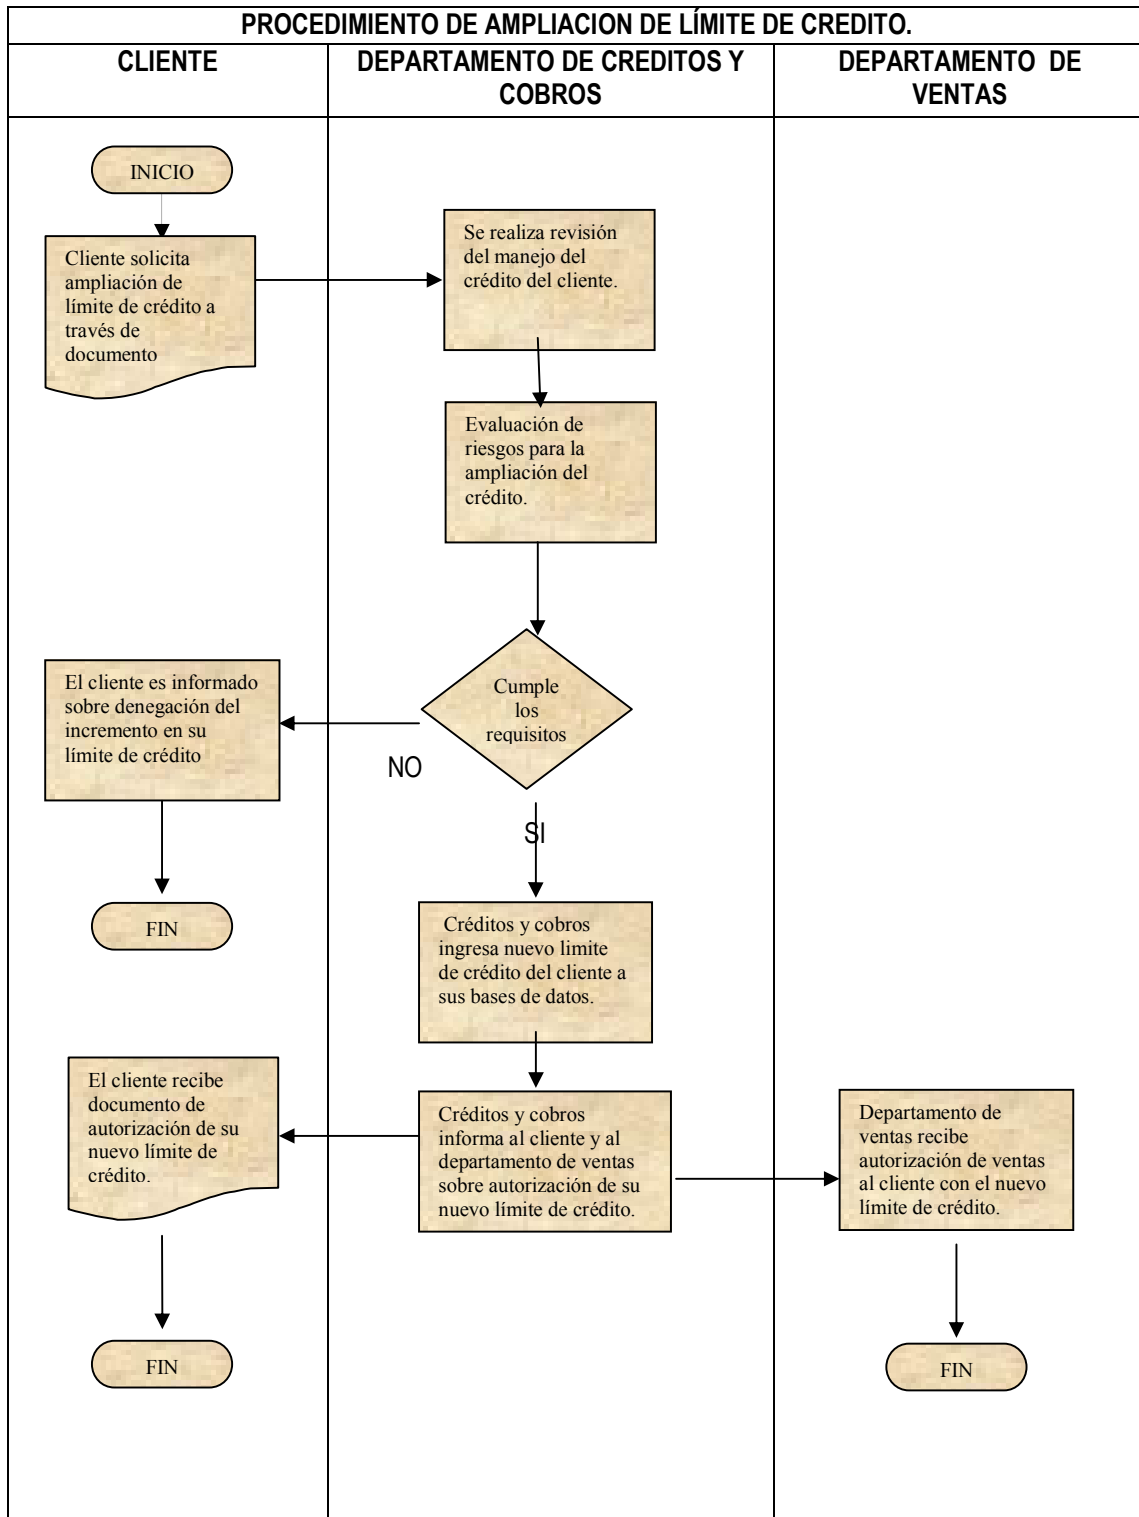 PROCEDIMIENTO DE AMPLIACION DE LÍMITE DE CREDITO.
CLIENTE
DEPARTAMENTO DE CREDITOS Y
COBROS
DEPARTAMENTO DE
VENTAS
INICIO
Cliente solicita
ampliación de
límite de crédito a
través de
documento
Se realiza revisión
del manejo del
crédito del cliente.
Evaluación de
riesgos para la
ampliación del
crédito.
Cumple
los
requisitos
NO
El cliente es informado
sobre denegación del
incremento en su
límite de crédito
FIN
SI
Créditos y cobros
ingresa nuevo limite
de crédito del cliente a
sus bases de datos.
Créditos y cobros
informa al cliente y al
departamento de ventas
sobre autorización de su
nuevo límite de crédito.
El cliente recibe
documento de
autorización de su
nuevo límite de
crédito.
FIN
Departamento de
ventas recibe
autorización de ventas
al cliente con el nuevo
límite de crédito.
FIN